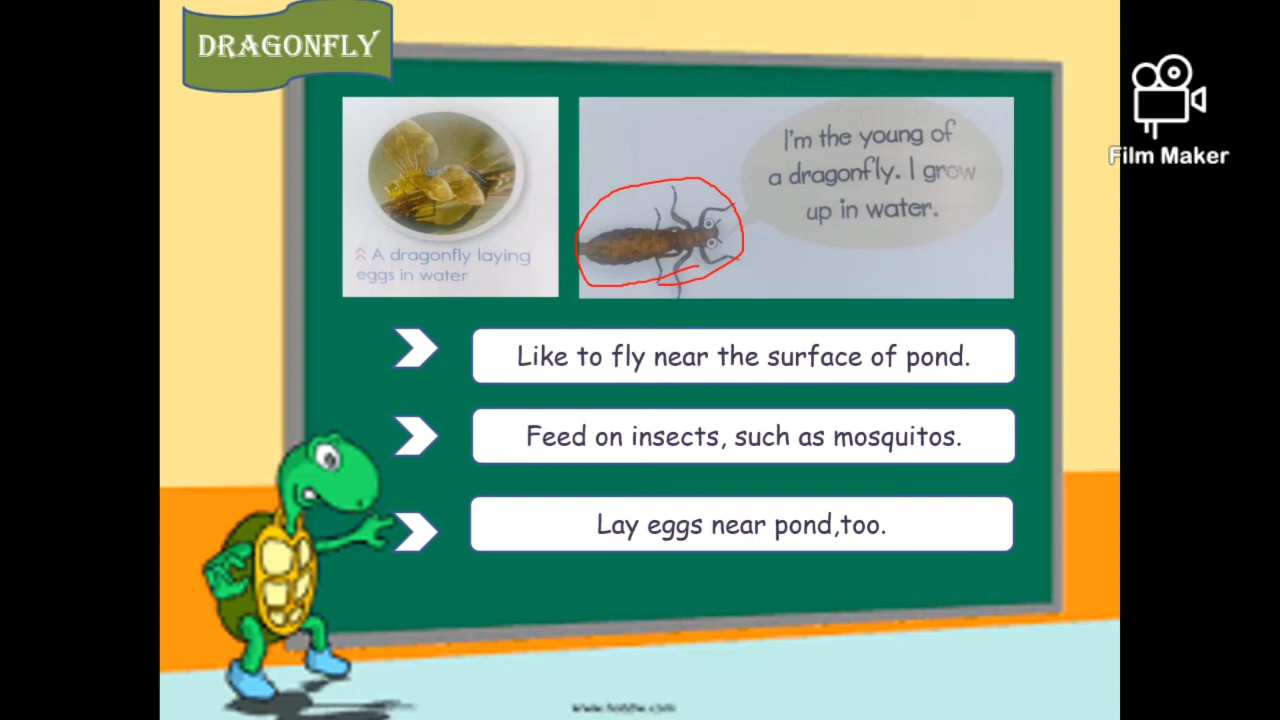 DRAGONFLY
Film Maker
I'm the young of
a dragonfly. I grow
up in water.
A dragonfly laying
eggs in water
Like to fly near the surface of pond.
Feed on insects, such as mosquitos.
Lay eggs near pond,too.